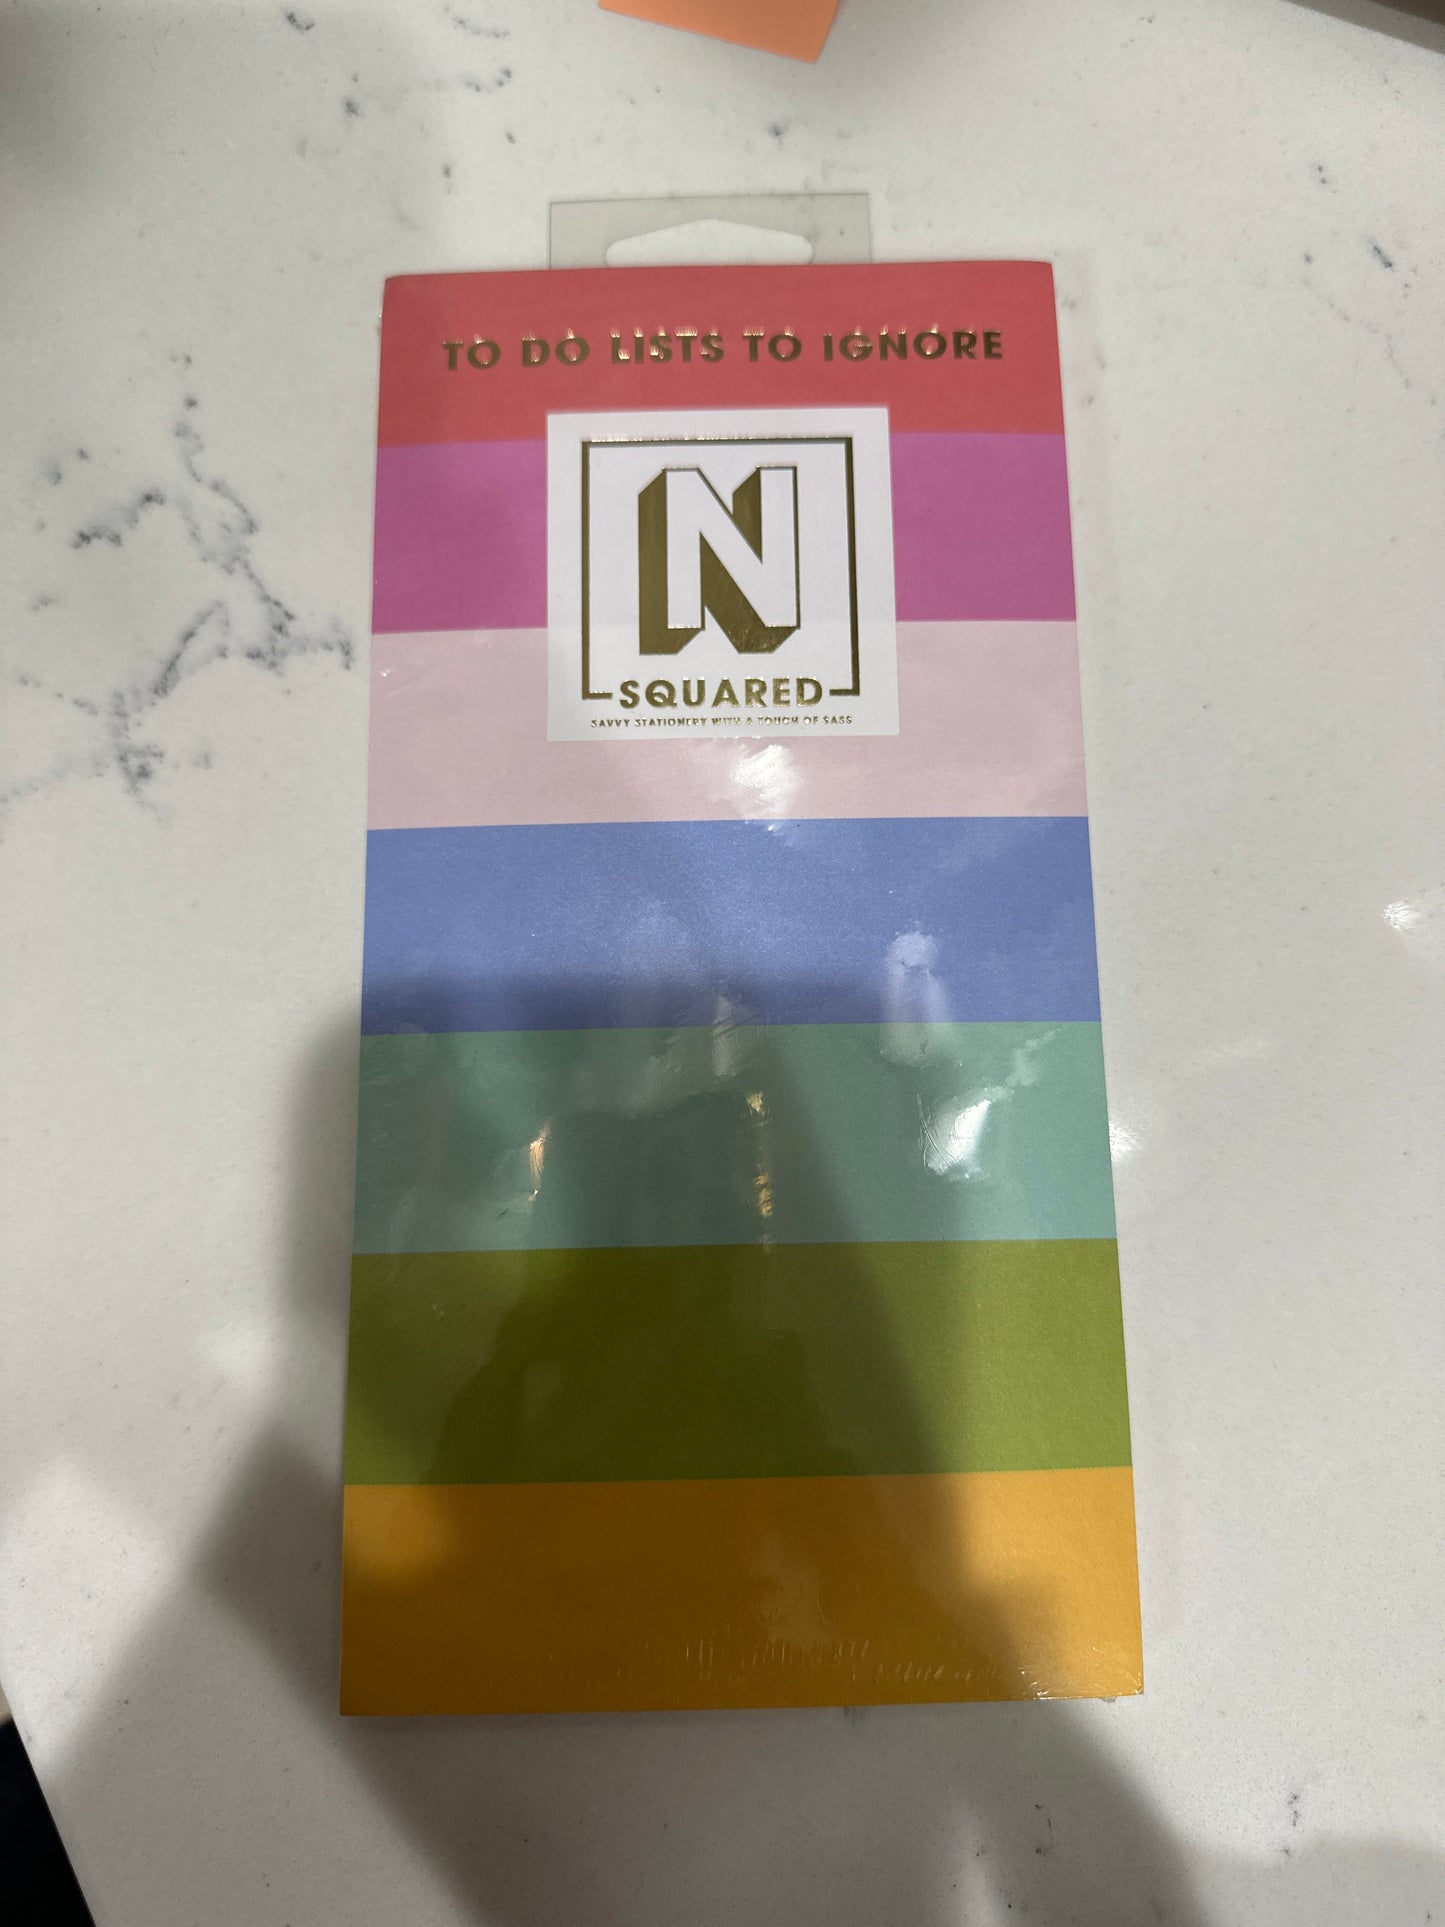 TO DO LISTS TO IGNORE
N
SQUARED
SAVVY STATIONERY WITH A TOUCH OF SASS